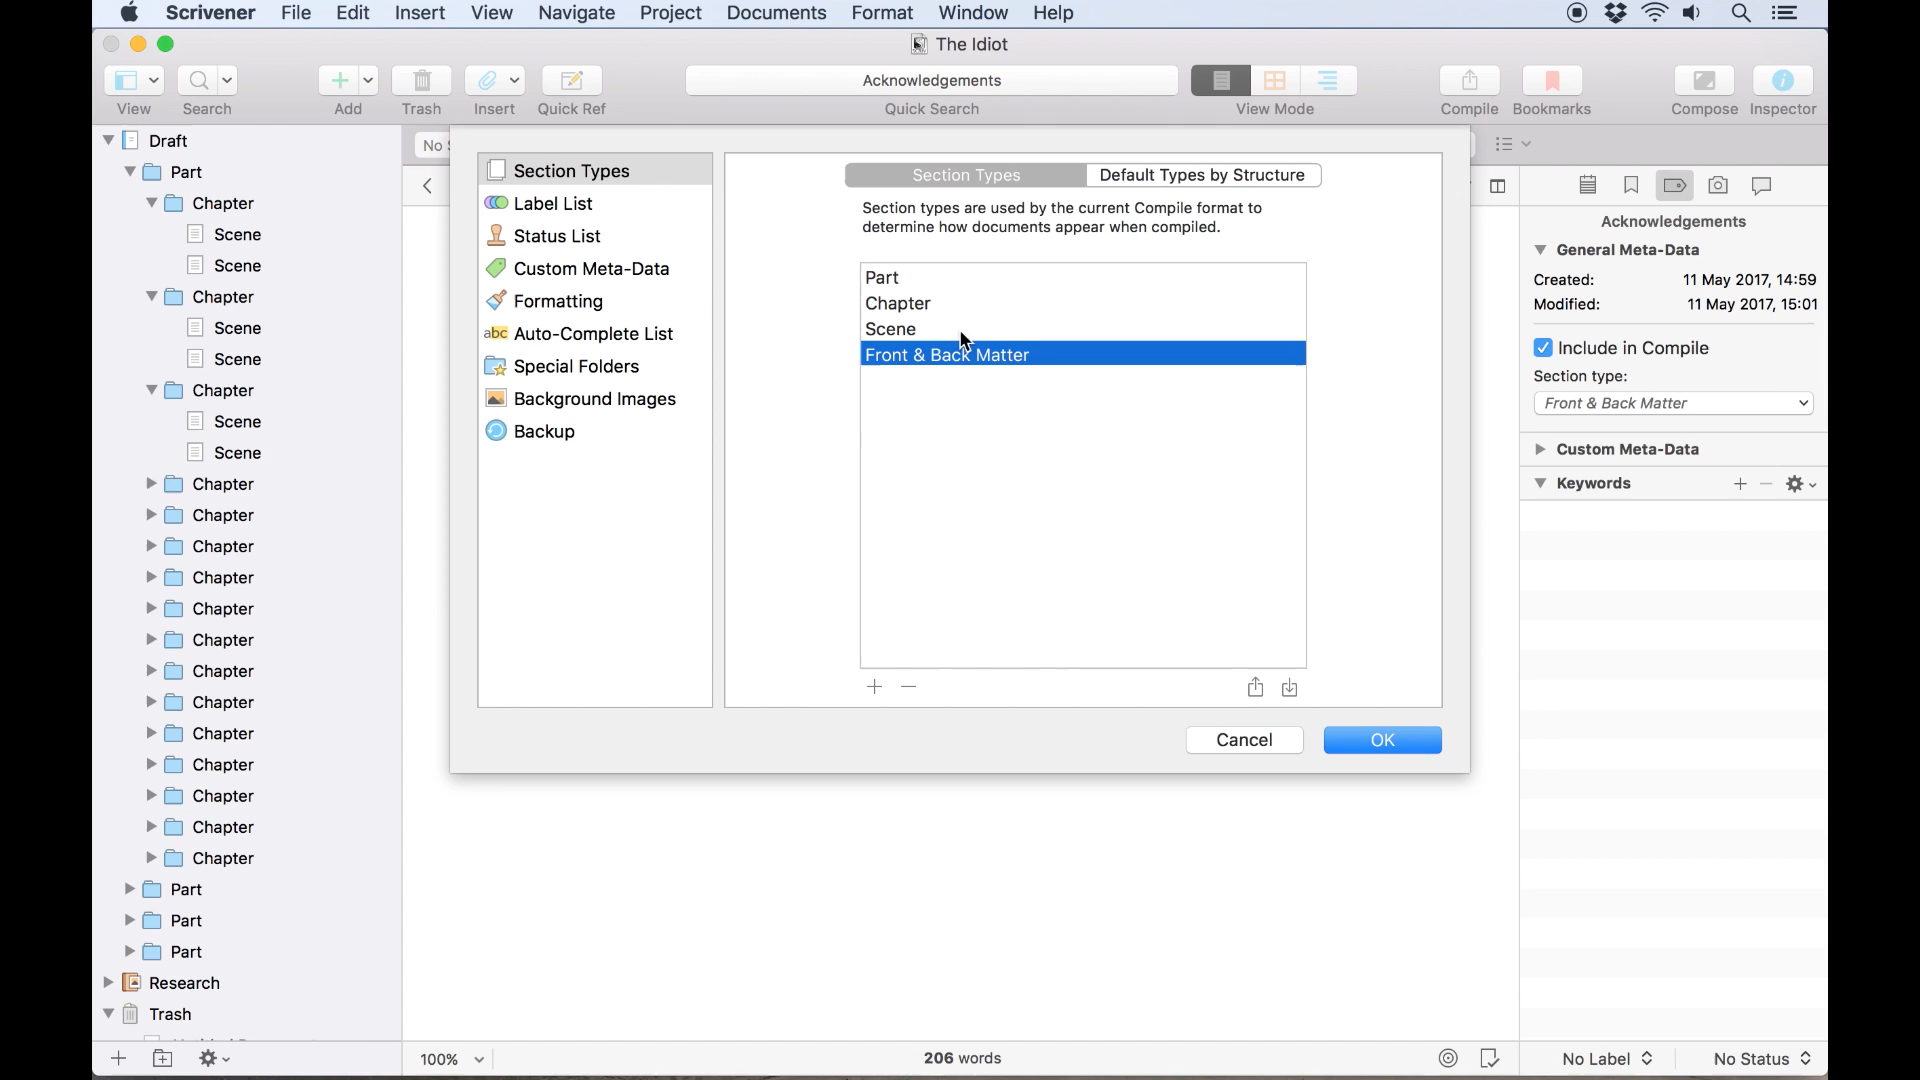 Scrivener File Edit Insert View Navigate Project Documents Format Window Help
The Idiot
Acknowledgements
View Search Add Trash Insert Quick Ref Quick Search View Mode Compile Bookmarks Compose Inspector
Draft
Part
Chapter
Scene
Scene
Chapter
Scene
Scene
Chapter
Scene
Scene
Chapter
Chapter
Chapter
Chapter
Chapter
Chapter
Chapter
Chapter
Chapter
Chapter
Chapter
Chapter
Chapter
Part
Part
Part
Research
Trash
No
Section Types
Label List
Status List
Custom Meta-Data
Formatting
abc Auto-Complete List
Special Folders
Background Images
Backup
Section Types Default Types by Structure
Section types are used by the current Compile format to
determine how documents appear when compiled.
Part
Chapter
Scene
Front & Back Matter
Cancel OK
Acknowledgements
General Meta-Data
Created: 11 May 2017, 14:59
Modified: 11 May 2017, 15:01
Include in Compile
Section type:
Front & Back Matter
Custom Meta-Data
Keywords
100% 206 words No Label No Status